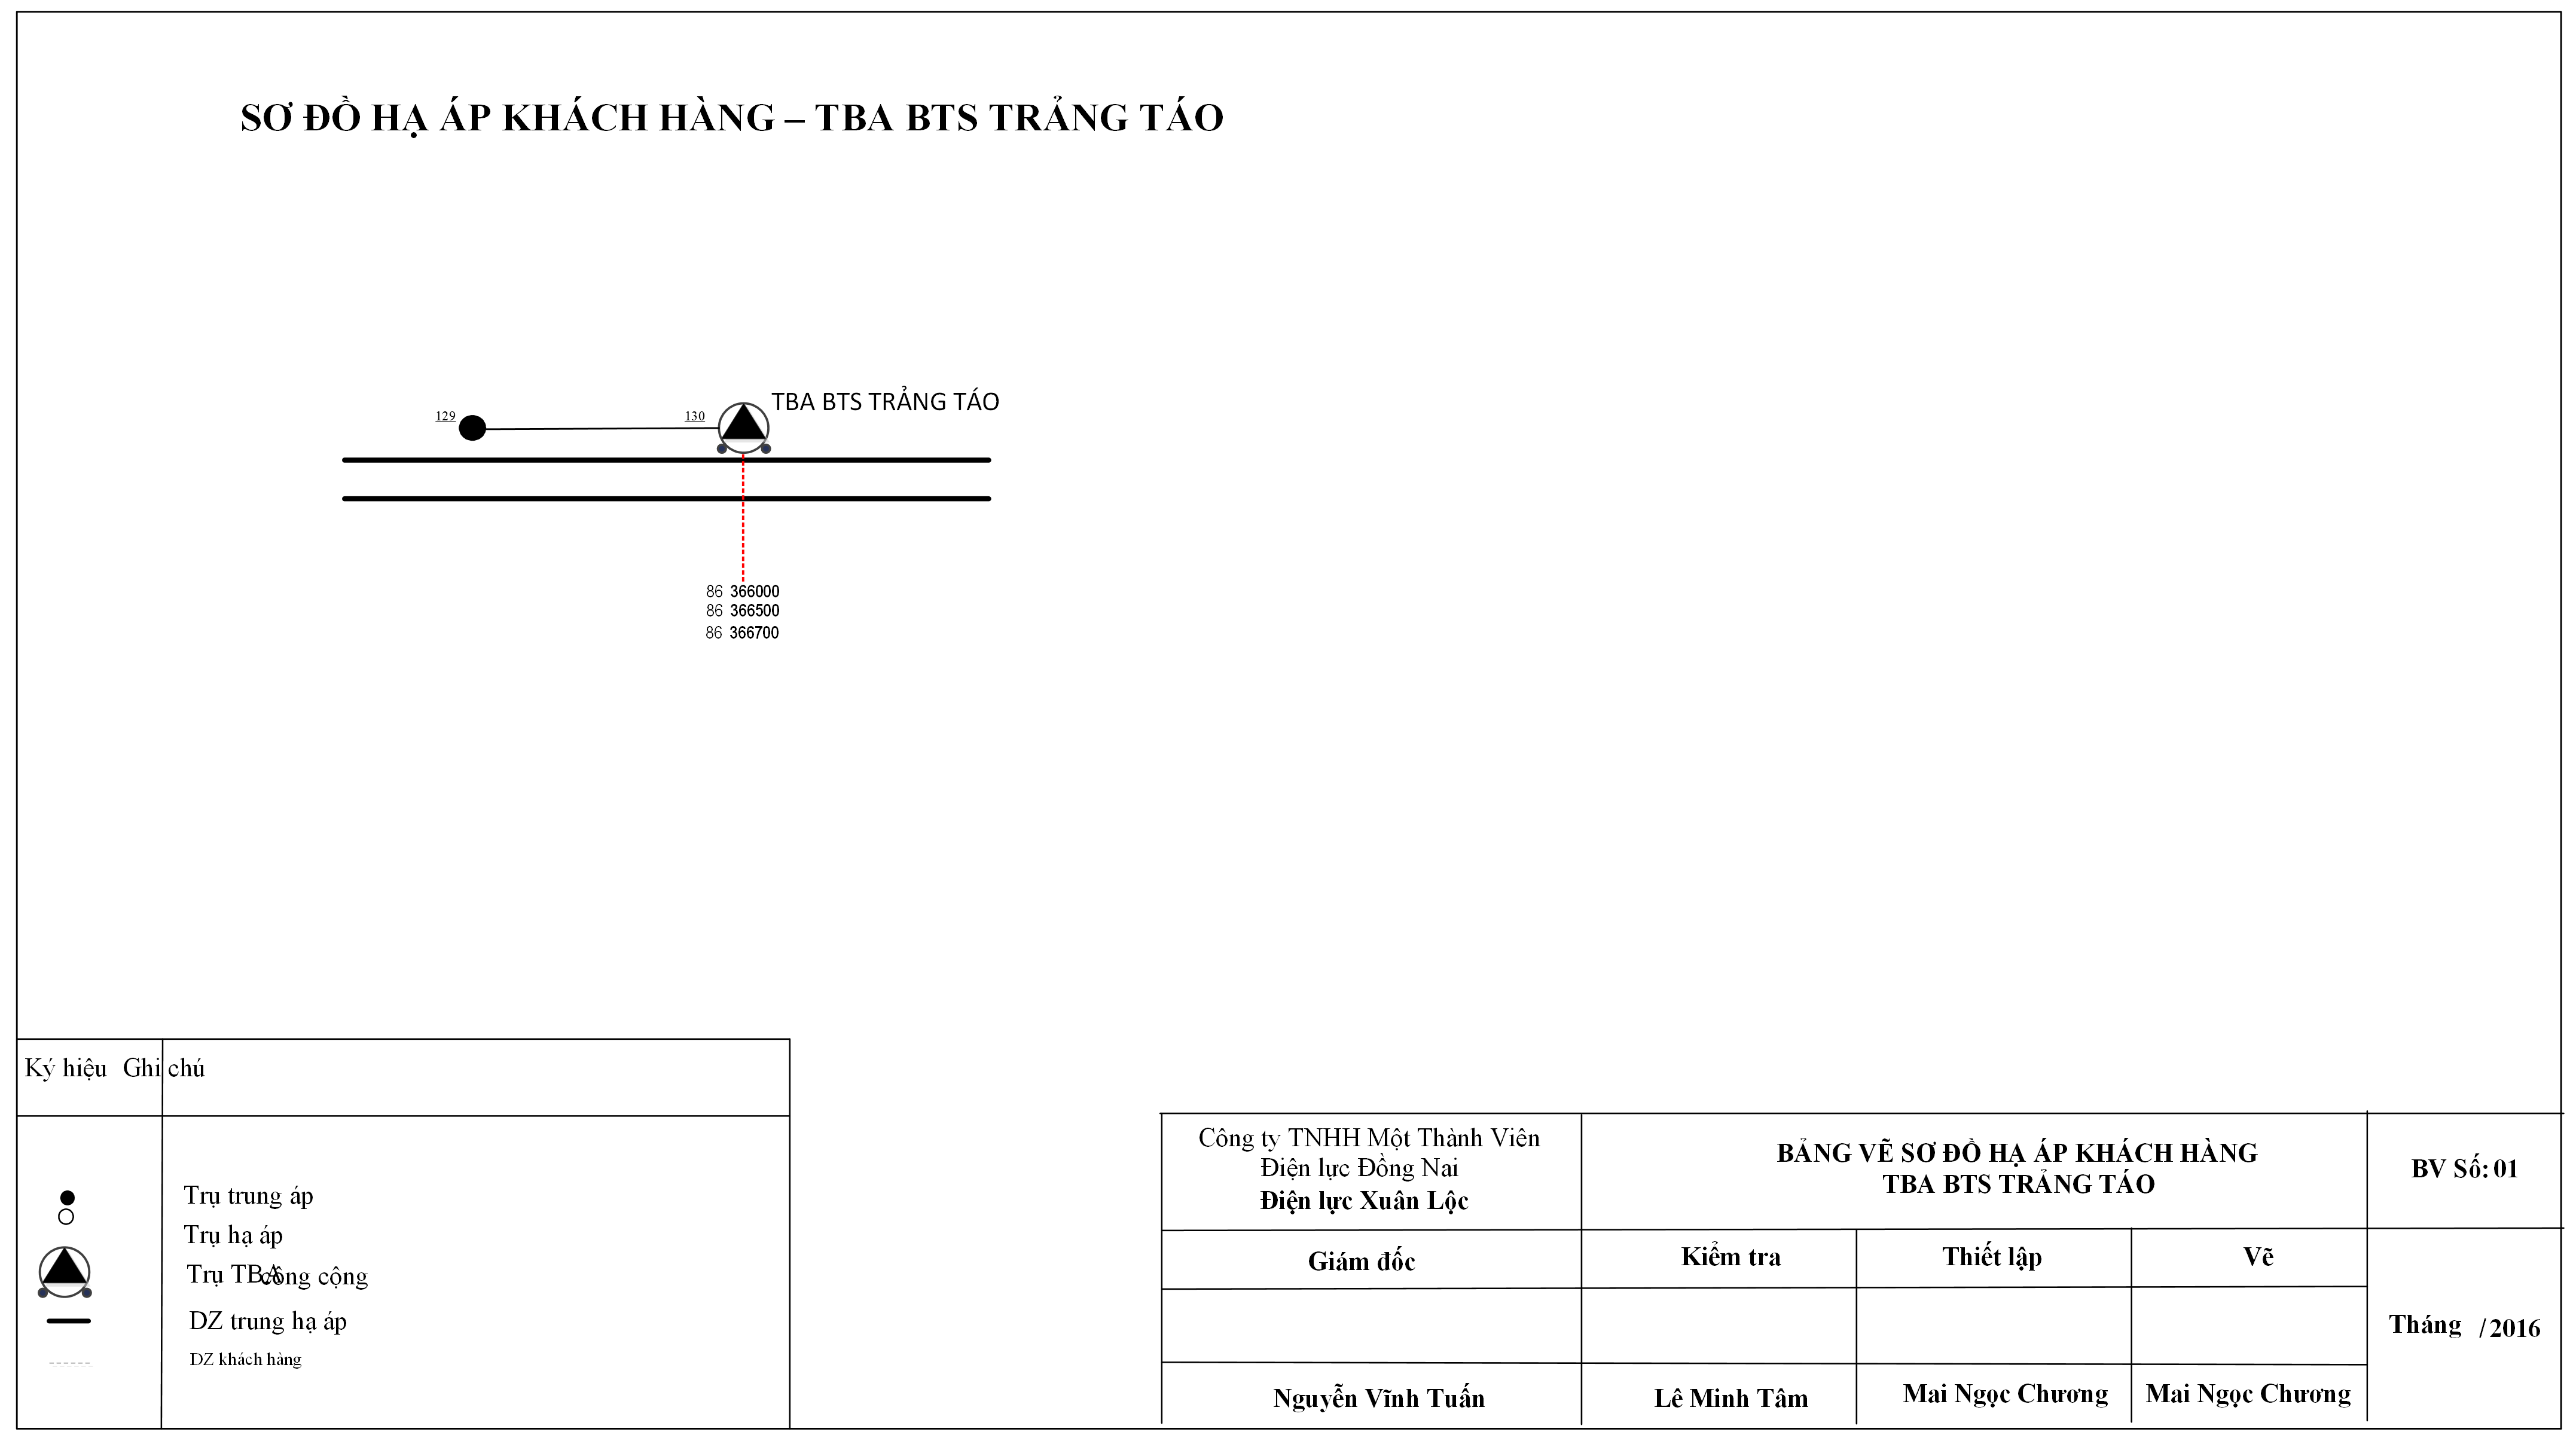 SƠ ĐỒ HẠ ÁP KHÁCH HÀNG – TBA BTS TRẢNG TÁO
TBA BTS TRẢNG TÁO
129
130
86 366000
86 366500
86 366700
Ký hiệu Ghi chú
Trụ trung áp
Trụ hạ áp
Trụ TBA công cộng
DZ trung hạ áp
DZ khách hàng
Công ty TNHH Một Thành Viên
Điện lực Đồng Nai
Điện lực Xuân Lộc
BẢNG VẼ SƠ ĐỒ HẠ ÁP KHÁCH HÀNG
TBA BTS TRẢNG TÁO
BV Số: 01
Giám đốc
Kiểm tra
Thiết lập
Vẽ
Tháng /2016
Nguyễn Vĩnh Tuấn
Lê Minh Tâm
Mai Ngọc Chương
Mai Ngọc Chương